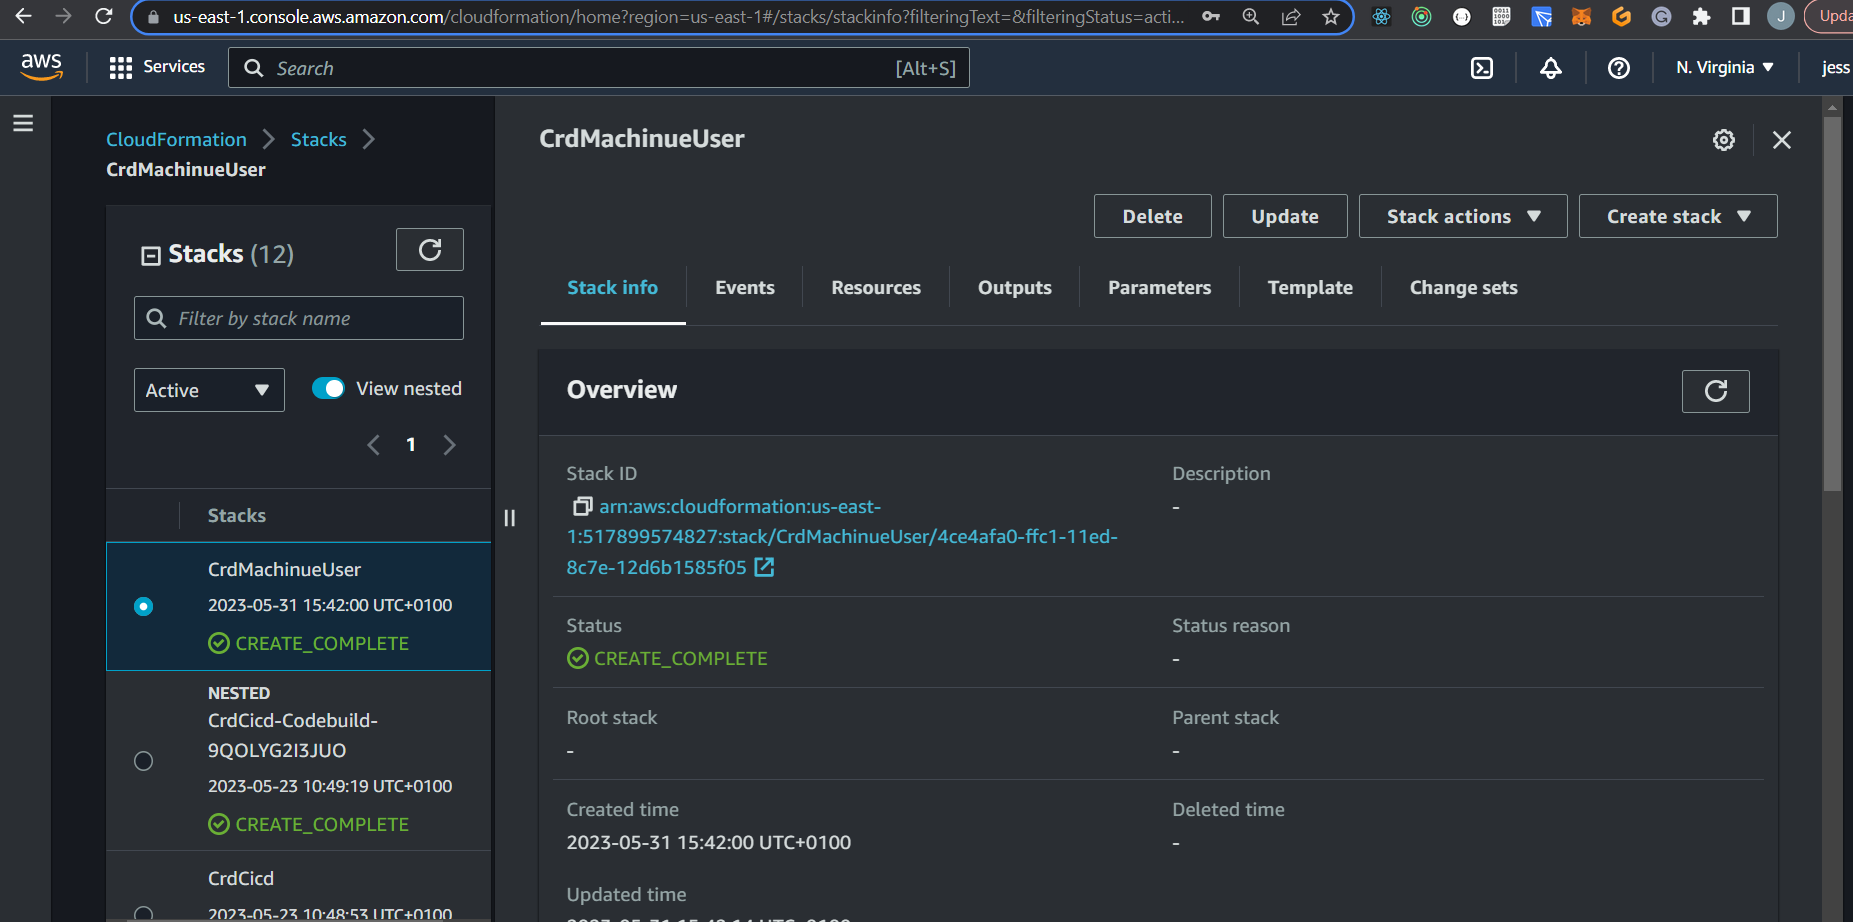 us-east-1.console.aws.amazon.com/cloudformation/home?region=us-east-1#/stacks/stackinfo?filteringText=&filteringStatus=acti...
J
Upda
aws
Services
Search
[Alt+S]
N. Virginia
jess
CloudFormation
Stacks
CrdMachinueUser
Stacks (12)
Filter by stack name
Active
View nested
1
Stacks
CrdMachinueUser
2023-05-31 15:42:00 UTC+0100
CREATE_COMPLETE
NESTED
CrdCicd-Codebuild-
9QOLYG2I3JUO
2023-05-23 10:49:19 UTC+0100
CREATE_COMPLETE
CrdCicd
2023-05-23 10:48:53 UTC+0100
CrdMachinueUser
Delete
Update
Stack actions
Create stack
Stack info
Events
Resources
Outputs
Parameters
Template
Change sets
Overview
Stack ID
arn:aws:cloudformation:us-east-
1:517899574827:stack/CrdMachinueUser/4ce4afa0-ffc1-11ed-
8c7e-12d6b1585f05
Description
-
Status
CREATE_COMPLETE
Status reason
-
Root stack
-
Parent stack
-
Created time
2023-05-31 15:42:00 UTC+0100
Deleted time
-
Updated time